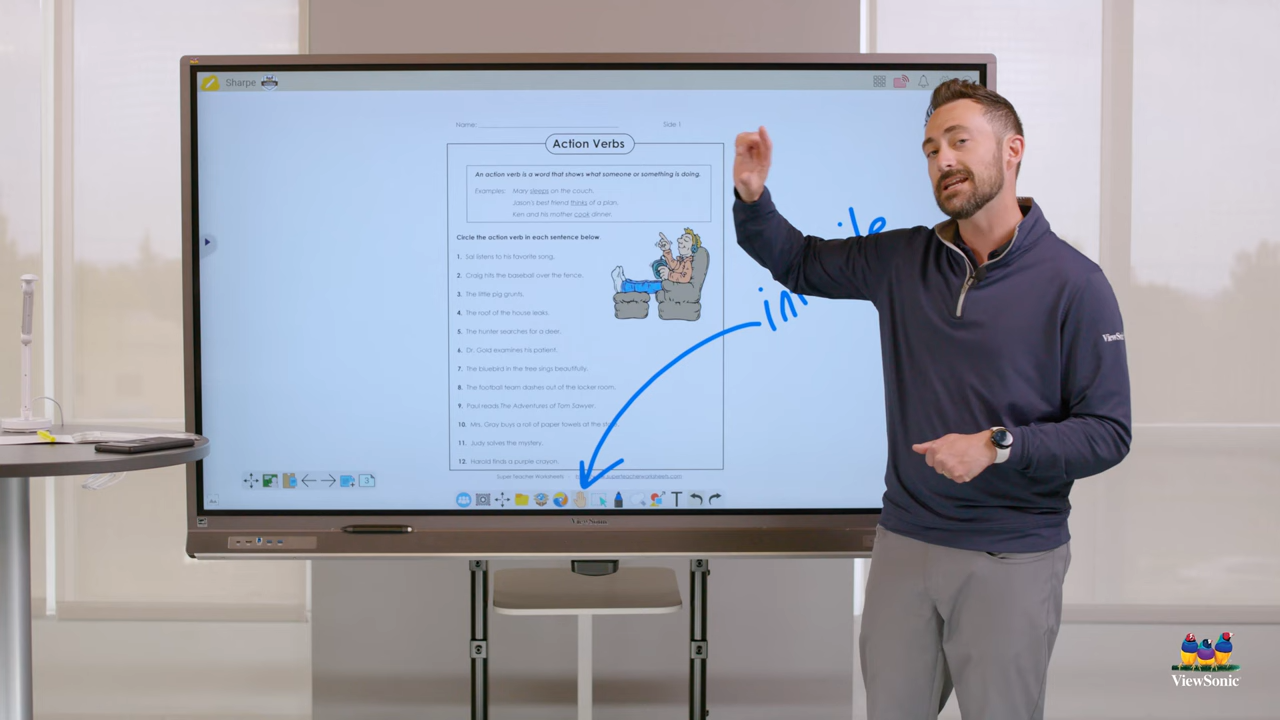 Sharpe
Name:
Side 1
Action Verbs
An action verb is a word that shows what someone or something is doing.
Examples: Mary sleeps on the couch.
Jason's best friend thinks of a plan.
Ken and his mother cook dinner.
Circle the action verb in each sentence below.
1. Sal listens to his favorite song.
2. Craig hits the baseball over the fence.
3. The little pig grunts.
4. The roof of the house leaks.
5. The hunter searches for a deer.
6. Dr. Gold examines his patient.
7. The bluebird in the tree sings beautifully.
8. The football team dashes out of the locker room.
9. Paul reads The Adventures of Tom Sawyer.
10. Mrs. Gray buys a roll of paper towels at the
11. Judy solves the mystery.
12. Harold finds a purple crayon.
Super Teacher Worksheets
3
T
ViewSonic
ViewSonic